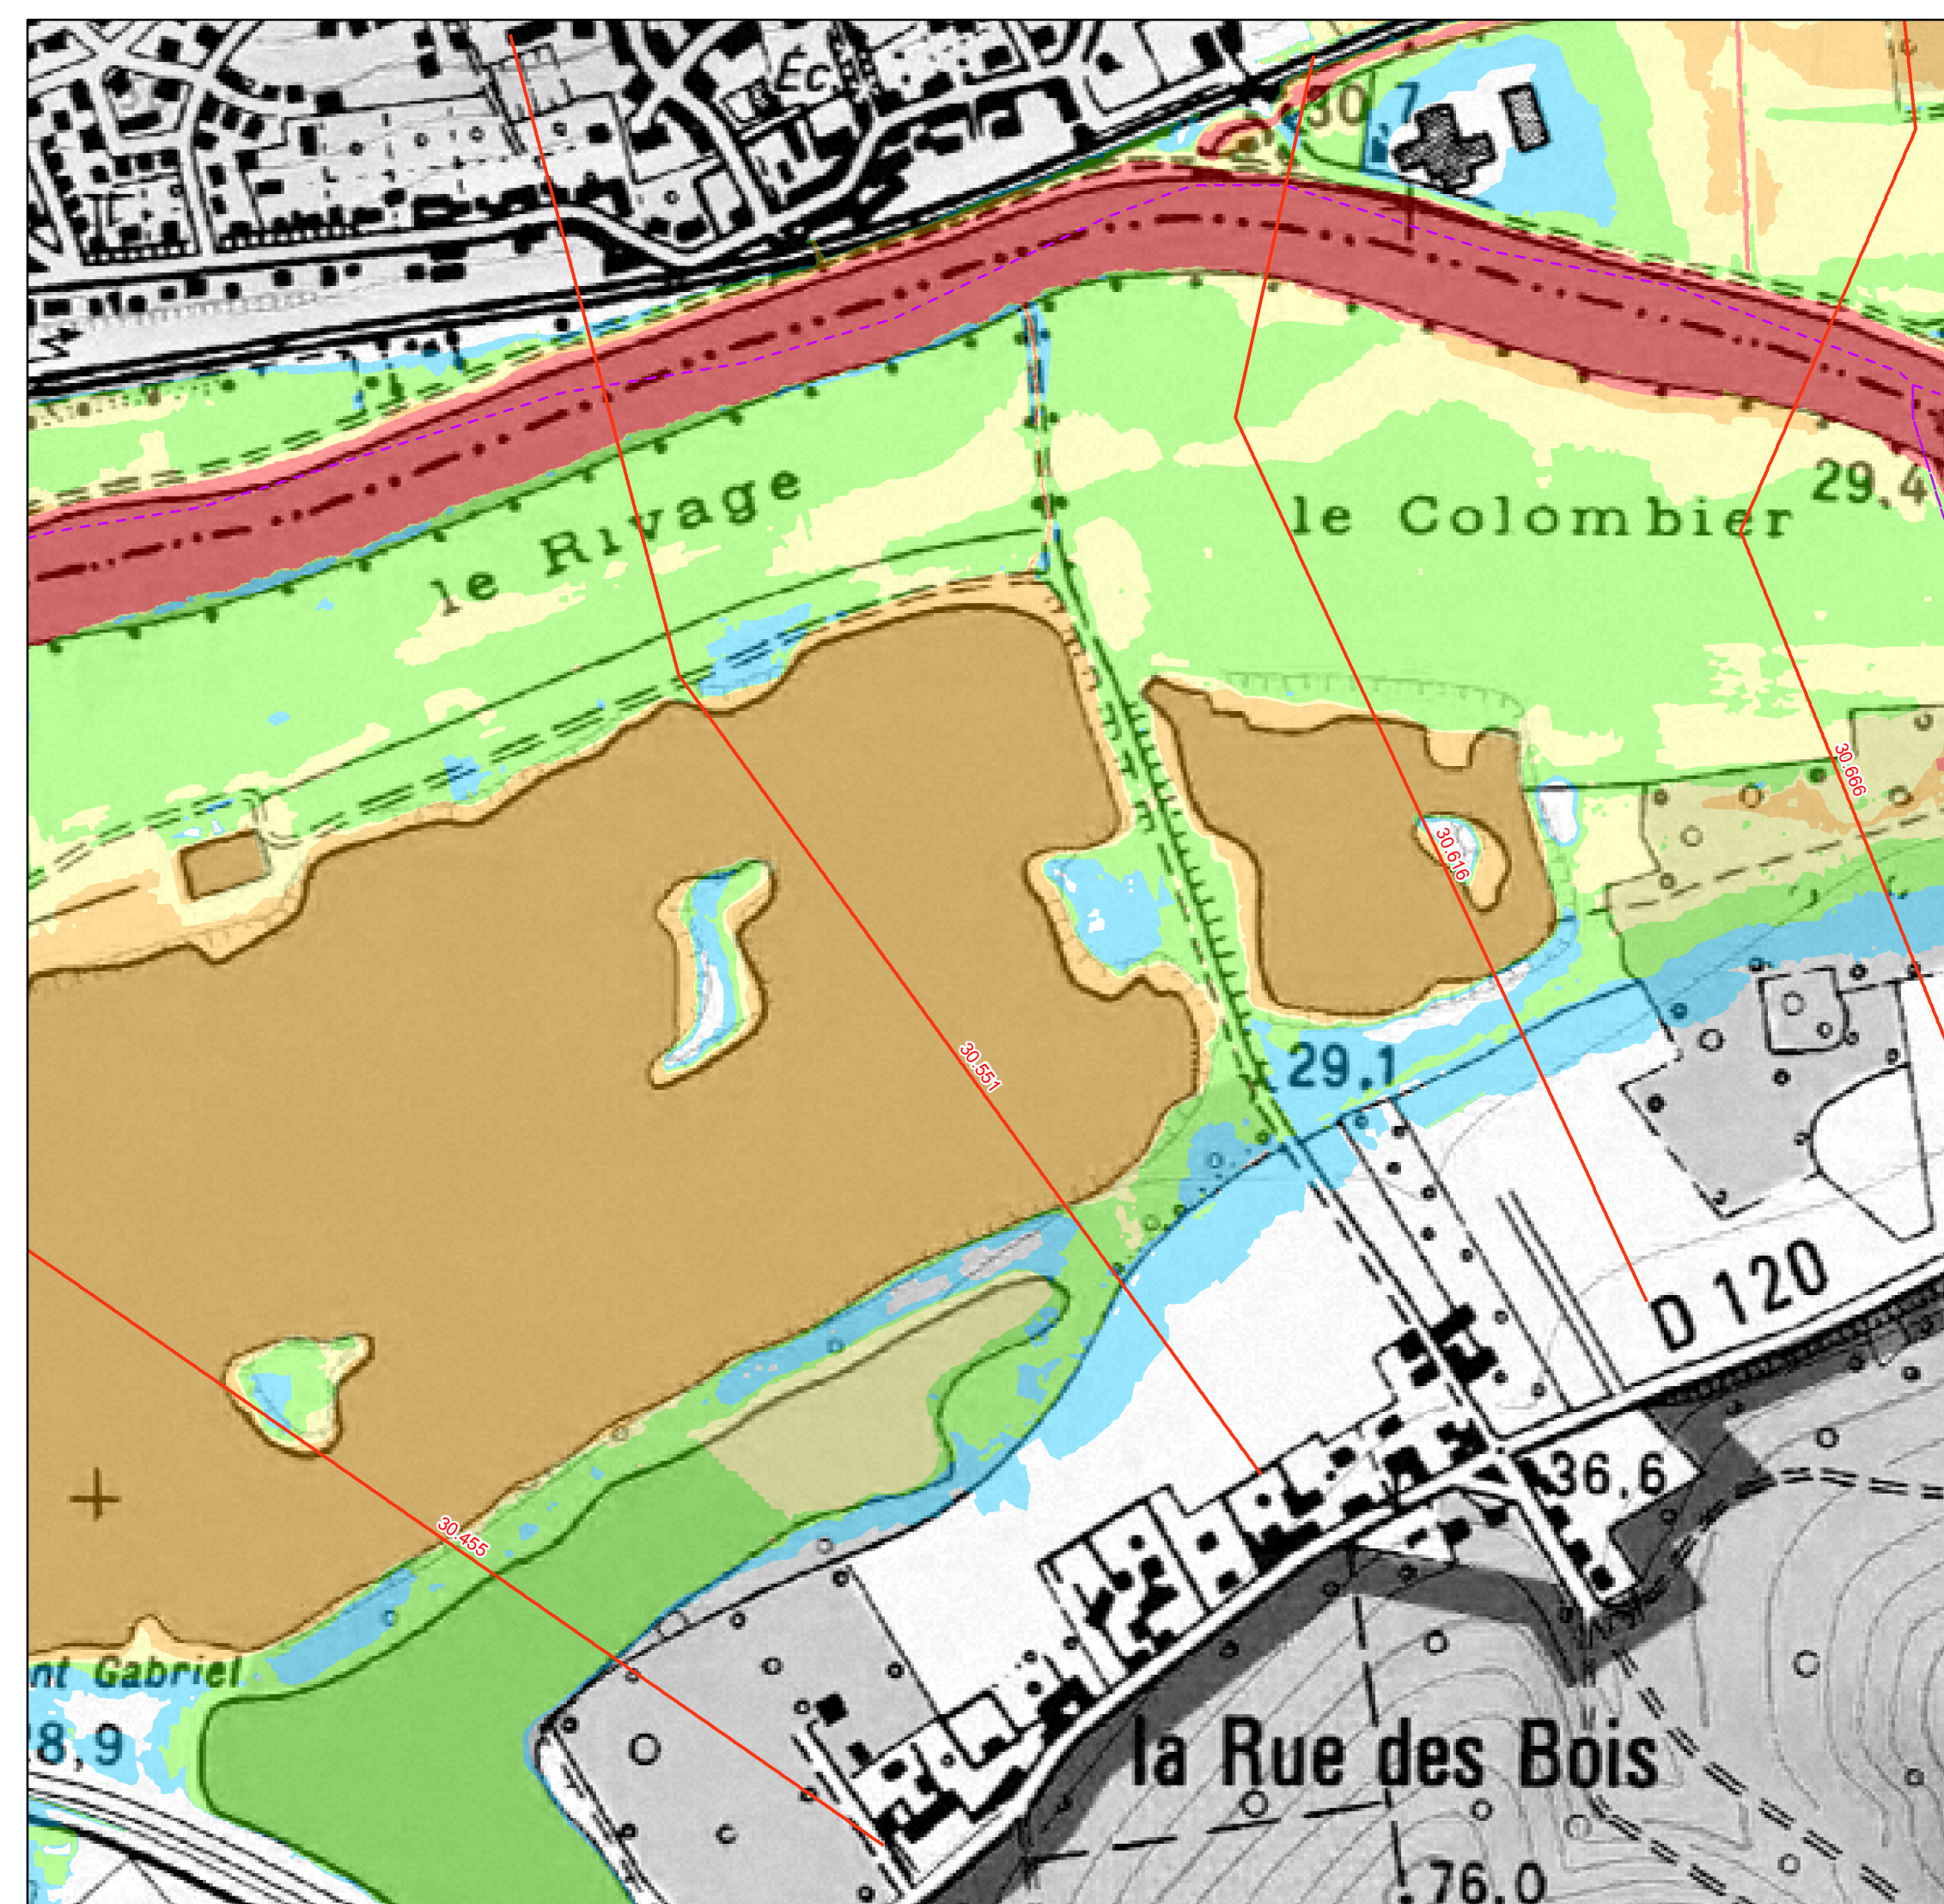 Éc.
30,7
le Rivage
le Colombier
29,4
30.666
30.616
29,1
30.551
D 120
36,6
30.455
nt Gabriel
8,9
la Rue des Bois
76,0